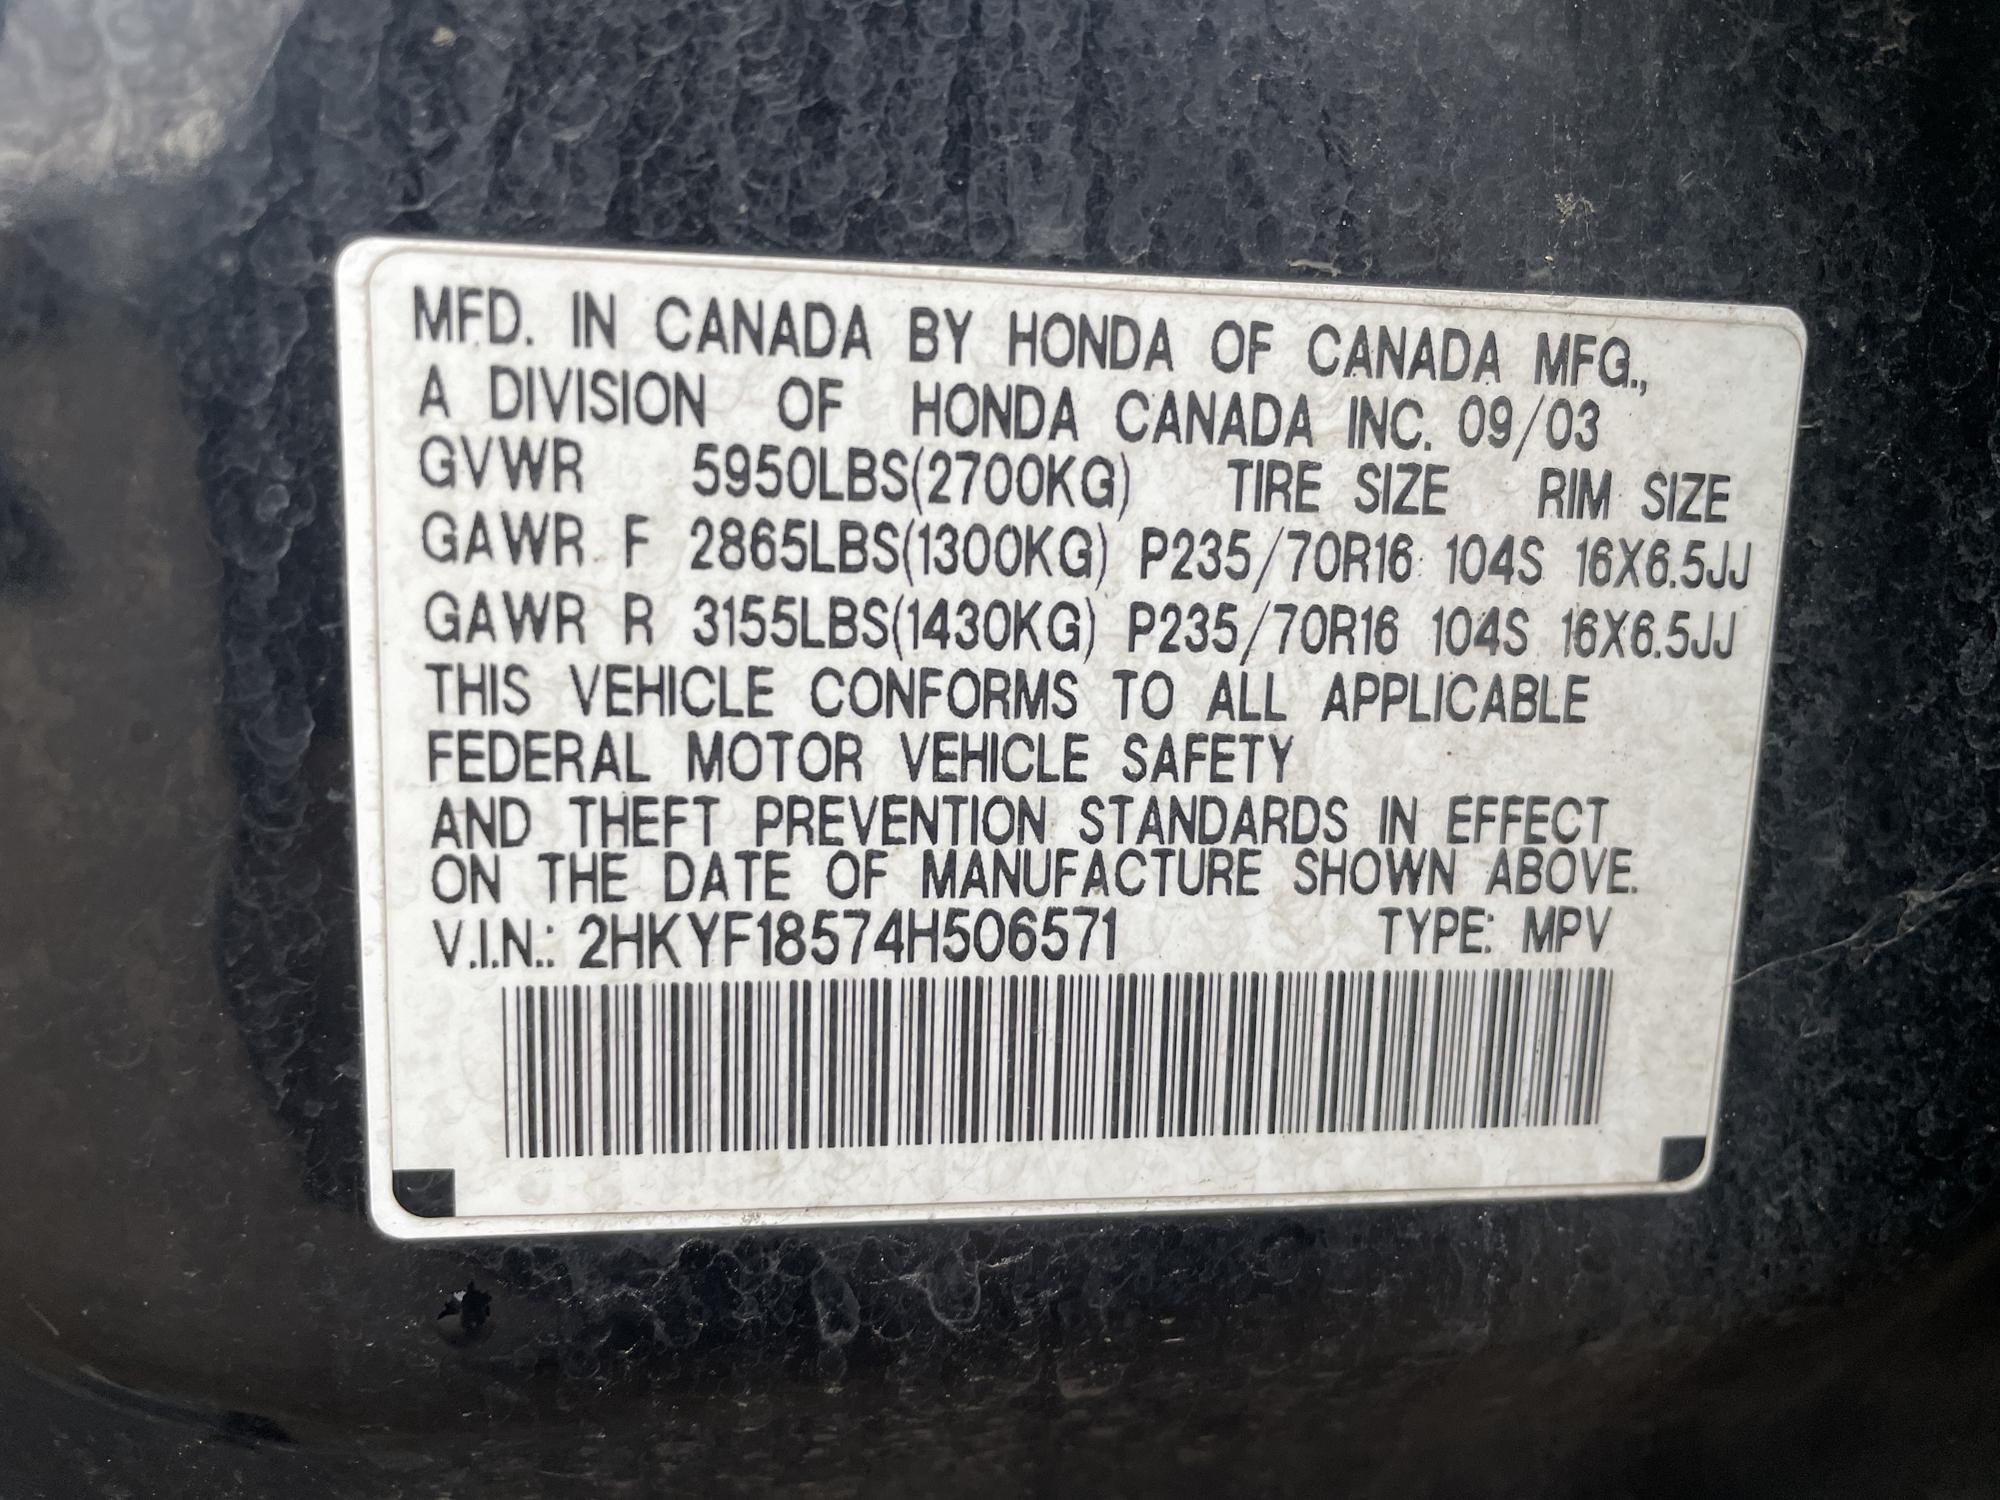 MFD. IN CANADA BY HONDA OF CANADA MFG.,
A DIVISION OF HONDA CANADA INC. 09/03
GVWR 5950LBS(2700KG) TIRE SIZE RIM SIZE
GAWR F 2865LBS(1300KG) P235/70R16 104S 16X6.5JJ
GAWR R 3155LBS(1430KG) P235/70R16 104S 16X6.5JJ
THIS VEHICLE CONFORMS TO ALL APPLICABLE
FEDERAL MOTOR VEHICLE SAFETY
AND THEFT PREVENTION STANDARDS IN EFFECT
ON THE DATE OF MANUFACTURE SHOWN ABOVE.
V.I.N.: 2HKYF18574H506571 TYPE: MPV